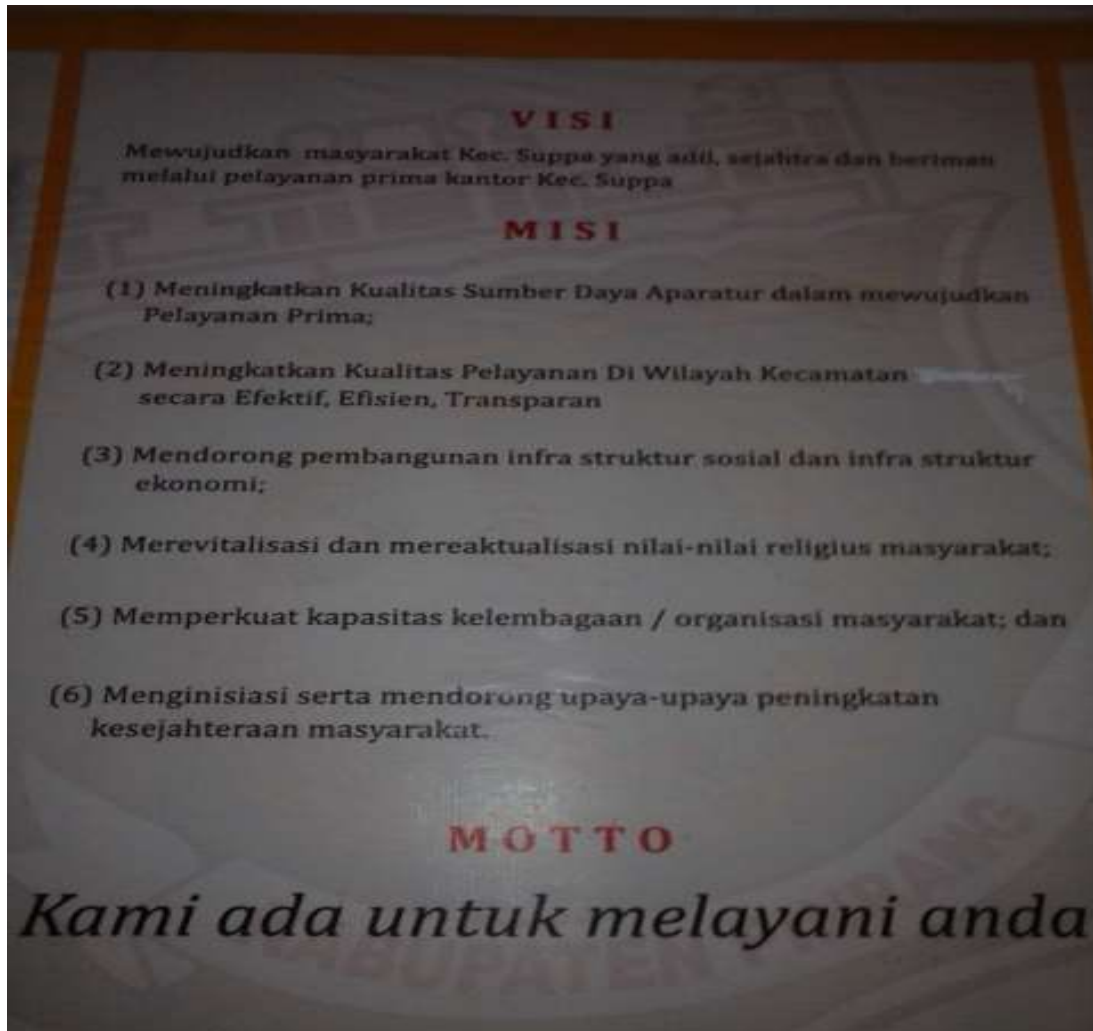 VISI
Mewujudkan masyarakat Kec. Suppa yang adil, sejahtra dan beriman
melalui pelayanan prima kantor Kec. Suppa
MISI
(1) Meningkatkan Kualitas Sumber Daya Aparatur dalam mewujudkan
Pelayanan Prima;
(2) Meningkatkan Kualitas Pelayanan Di Wilayah Kecamatan
secara Efektif, Efisien, Transparan
(3) Mendorong pembangunan infra struktur sosial dan infra struktur
ekonomi;
(4) Merevitalisasi dan mereaktualisasi nilai-nilai religius masyarakat;
(5) Memperkuat kapasitas kelembagaan / organisasi masyarakat; dan
(6) Menginisiasi serta mendorong upaya-upaya peningkatan
kesejahteraan masyarakat.
MOTTO
Kami ada untuk melayani anda
KABUPATEN